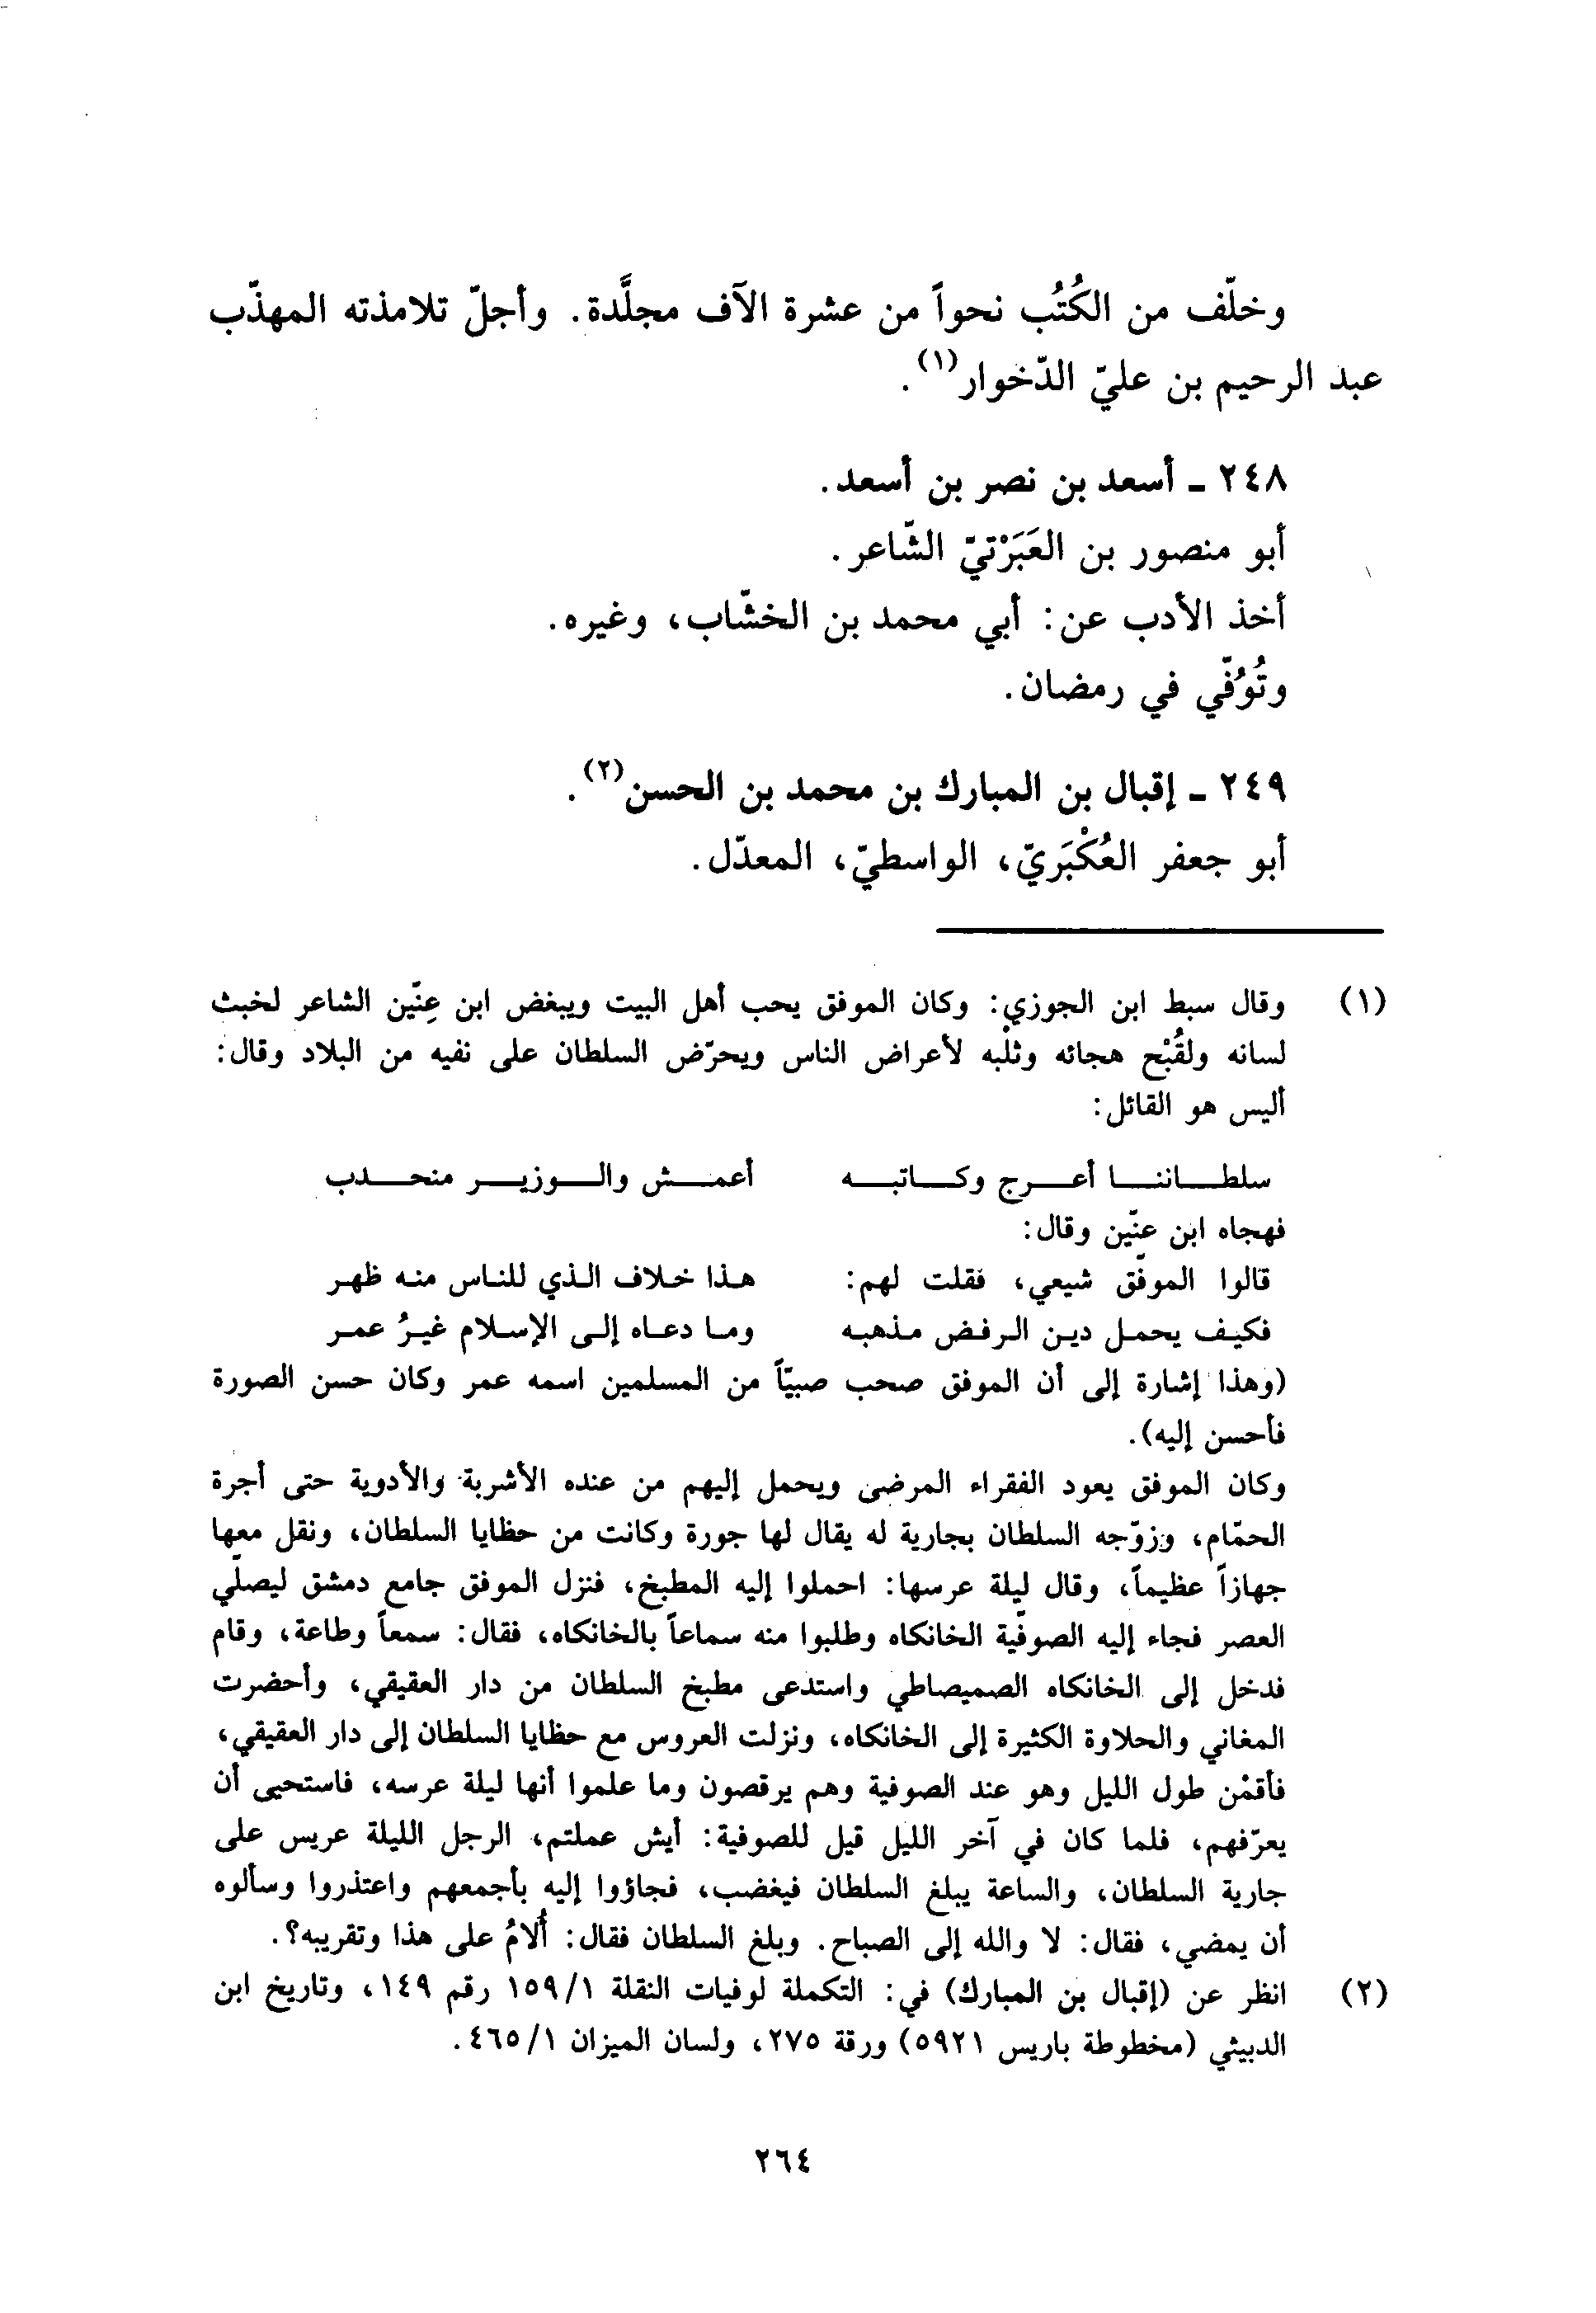 وخلّف من الكُتُب نحواً من عشرة الآف مجلَّدة. وأجلّ تلامذته المهذّب
عبد الرحيم بن عليّ الدّخوار(١).
٢٤٨ ـ أسعد بن نصر بن أسعد.
أبو منصور بن العَبَرْتيّ الشّاعر.
أخذ الأدب عن: أبي محمد بن الخشّاب، وغيره.
وتُوُفّي في رمضان.
٢٤٩ ـ إقبال بن المبارك بن محمد بن الحسن(٢).
أبو جعفر العُكْبَريّ، الواسطيّ، المعدّل.
(١) وقال سبط ابن الجوزي: وكان الموفق يحب أهل البيت ويبغض ابن عِنّين الشاعر لخبث
لسانه ولقُبْح هجائه وثلْبه لأعراض الناس ويحرّض السلطان على نفيه من البلاد وقال:
أليس هو القائل:
سلطاننا أعرج وكاتبه أعمش والوزير منحدب
فهجاه ابن عنّين وقال:
قالوا الموفّق شيعي، فقلت لهم: هذا خلاف الذي للناس منه ظهر
فكيف يحمل دين الرفض مذهبه وما دعاه إلى الإسلام غيرُ عمر
(وهذا إشارة إلى أن الموفق صحب صبيّاً من المسلمين اسمه عمر وكان حسن الصورة
فأحسن إليه).
وكان الموفق يعود الفقراء المرضى ويحمل إليهم من عنده الأشربة والأدوية حتى أجرة
الحمّام، وزوّجه السلطان بجارية له يقال لها جورة وكانت من حظايا السلطان، ونقل معها
جهازاً عظيماً، وقال ليلة عرسها: احملوا إليه المطبخ، فنزل الموفق جامع دمشق ليصلّي
العصر فجاء إليه الصوفّية الخانكاه وطلبوا منه سماعاً بالخانكاه، فقال: سمعاً وطاعة، وقام
فدخل إلى الخانكاه الصميصاطي واستدعى مطبخ السلطان من دار العقيقي، وأحضرت
المغاني والحلاوة الكثيرة إلى الخانكاه، ونزلت العروس مع حظايا السلطان إلى دار العقيقي،
فأقمْن طول الليل وهو عند الصوفية وهم يرقصون وما علموا أنها ليلة عرسه، فاستحيى أن
يعرّفهم، فلما كان في آخر الليل قيل للصوفية: أيش عملتم، الرجل الليلة عريس على
جارية السلطان، والساعة يبلغ السلطان فيغضب، فجاؤوا إليه بأجمعهم واعتذروا وسألوه
أن يمضي، فقال: لا والله إلى الصباح. وبلغ السلطان فقال: أُلامُ على هذا وتقريبه؟.
(٢) انظر عن (إقبال بن المبارك) في: التكملة لوفيات النقلة ١٥٩/١ رقم ١٤٩، وتاريخ ابن
الدبيثي (مخطوطة باريس ٥٩٢١) ورقة ٢٧٥، ولسان الميزان ٤٦٥/١.
٢٦٤